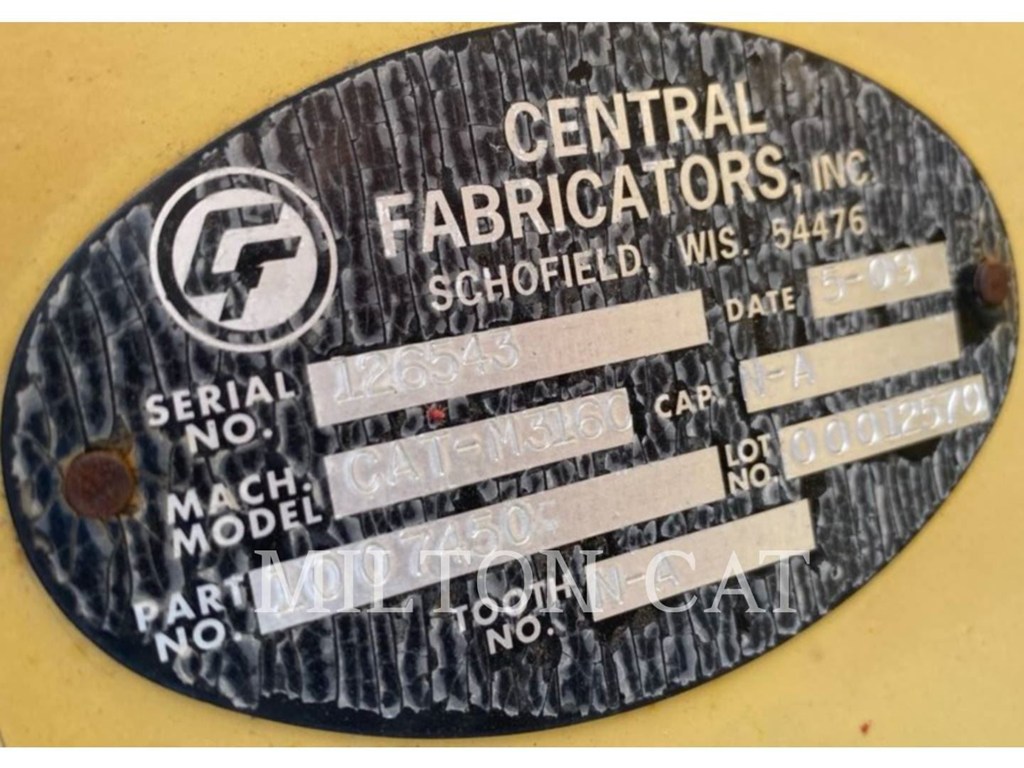 CENTRAL
FABRICATORS, INC.
SCHOFIELD, WIS. 54476
DATE 5-03
SERIAL NO. 126543
MACH. MODEL CAT-M316C
CAP. N-A
PART NO.
LOT NO. 00012570
TOOTH NO. N-A
MILTON CAT